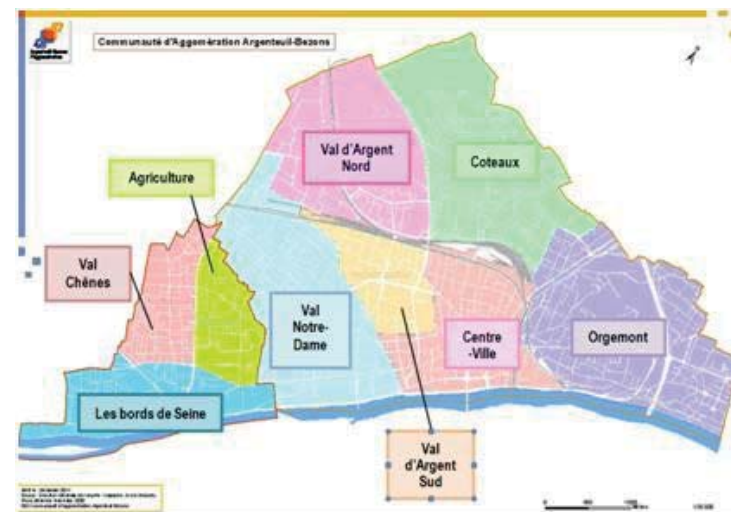 Communauté d'Agglomération Argenteuil-Bezons
Val d'Argent
Nord
Coteaux
Agriculture
Val
Chênes
Val
Notre-
Dame
Centre
-Ville
Orgemont
Les bords de Seine
Val
d'Argent
Sud